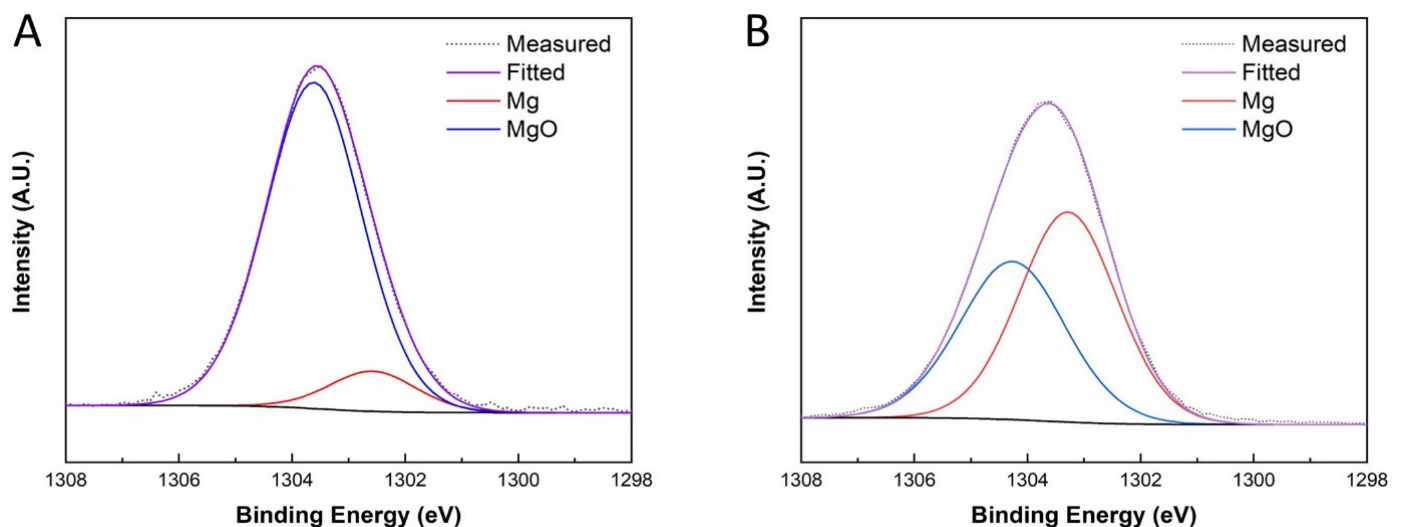 A
Measured
Fitted
Mg
MgO
Intensity (A.U.)
1308 1306 1304 1302 1300 1298
Binding Energy (eV)
B
Measured
Fitted
Mg
MgO
Intensity (A.U.)
1308 1306 1304 1302 1300 1298
Binding Energy (eV)